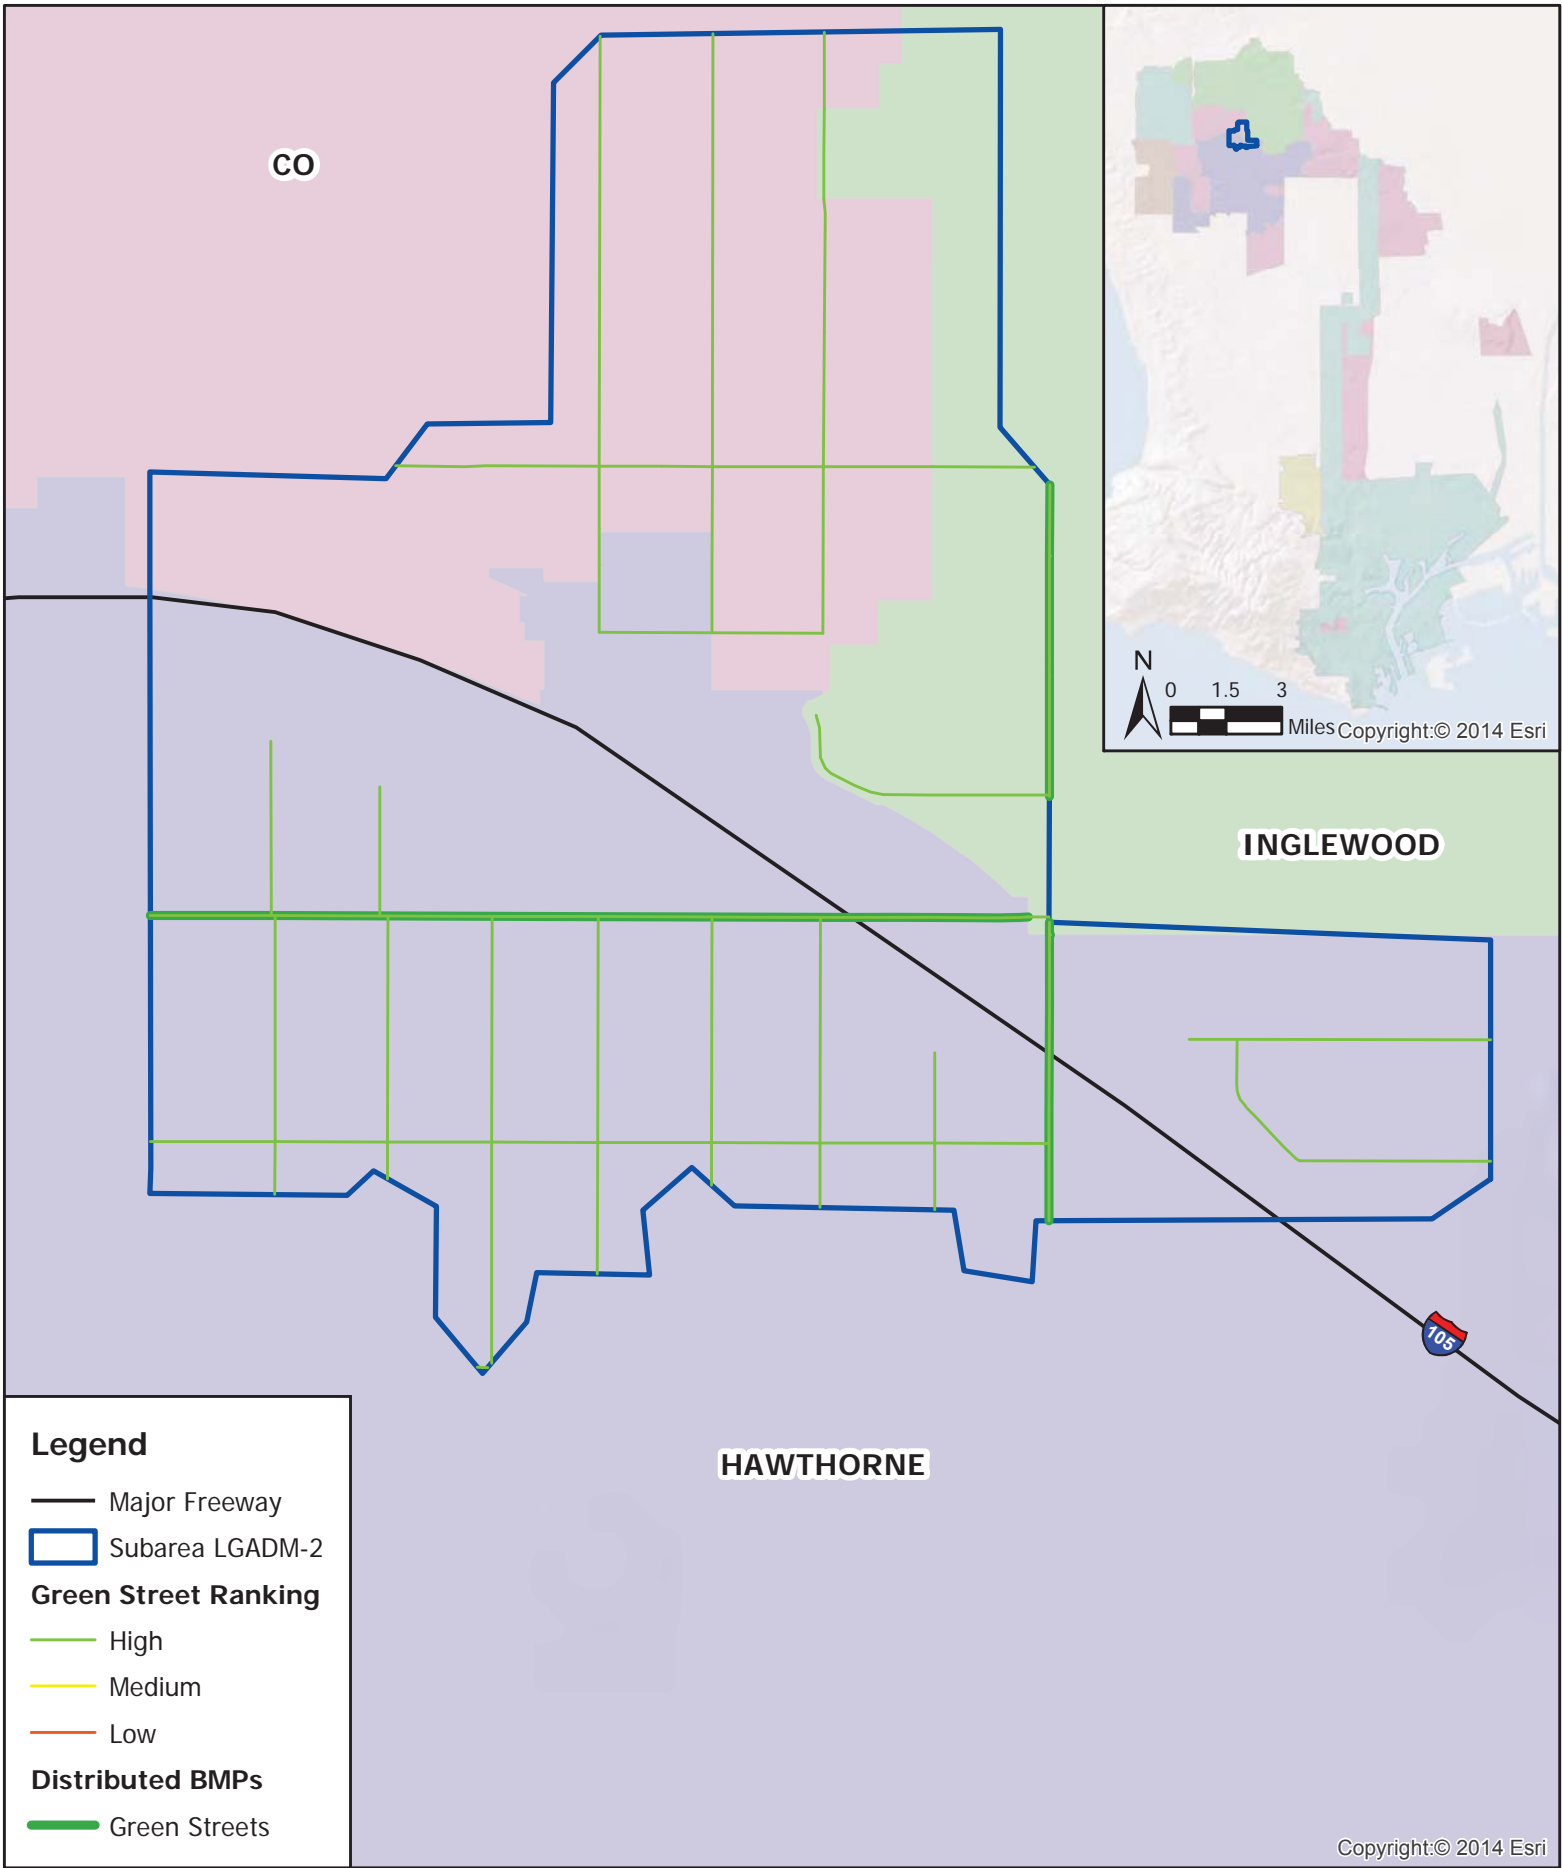 CO
N
0 1.5 3
Miles
Copyright:© 2014 Esri
INGLEWOOD
105
HAWTHORNE
Legend
Major Freeway
Subarea LGADM-2
Green Street Ranking
High
Medium
Low
Distributed BMPs
Green Streets
Copyright:© 2014 Esri